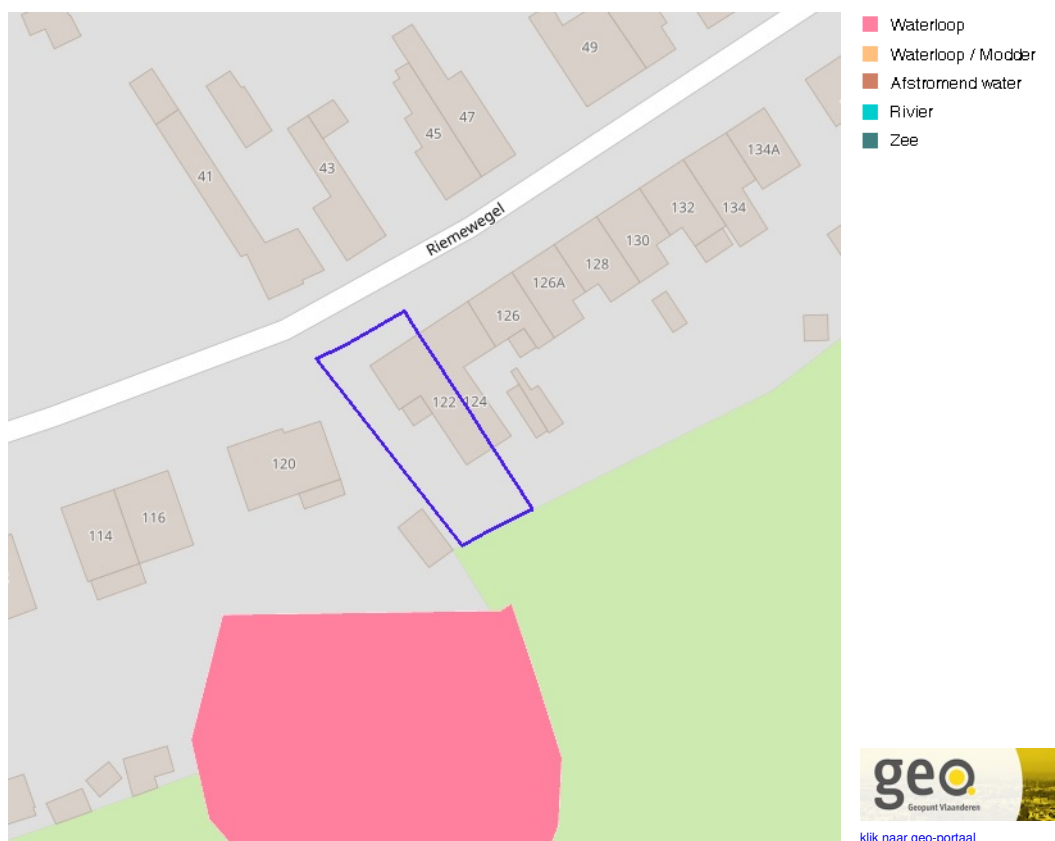 49
47
45
43
41
134A
134
132
130
128
126A
126
Riemewegel
122
124
120
116
114
Waterloop
Waterloop / Modder
Afstromend water
Rivier
Zee
geo
Geopunt Vlaanderen
klik naar geo-portaal